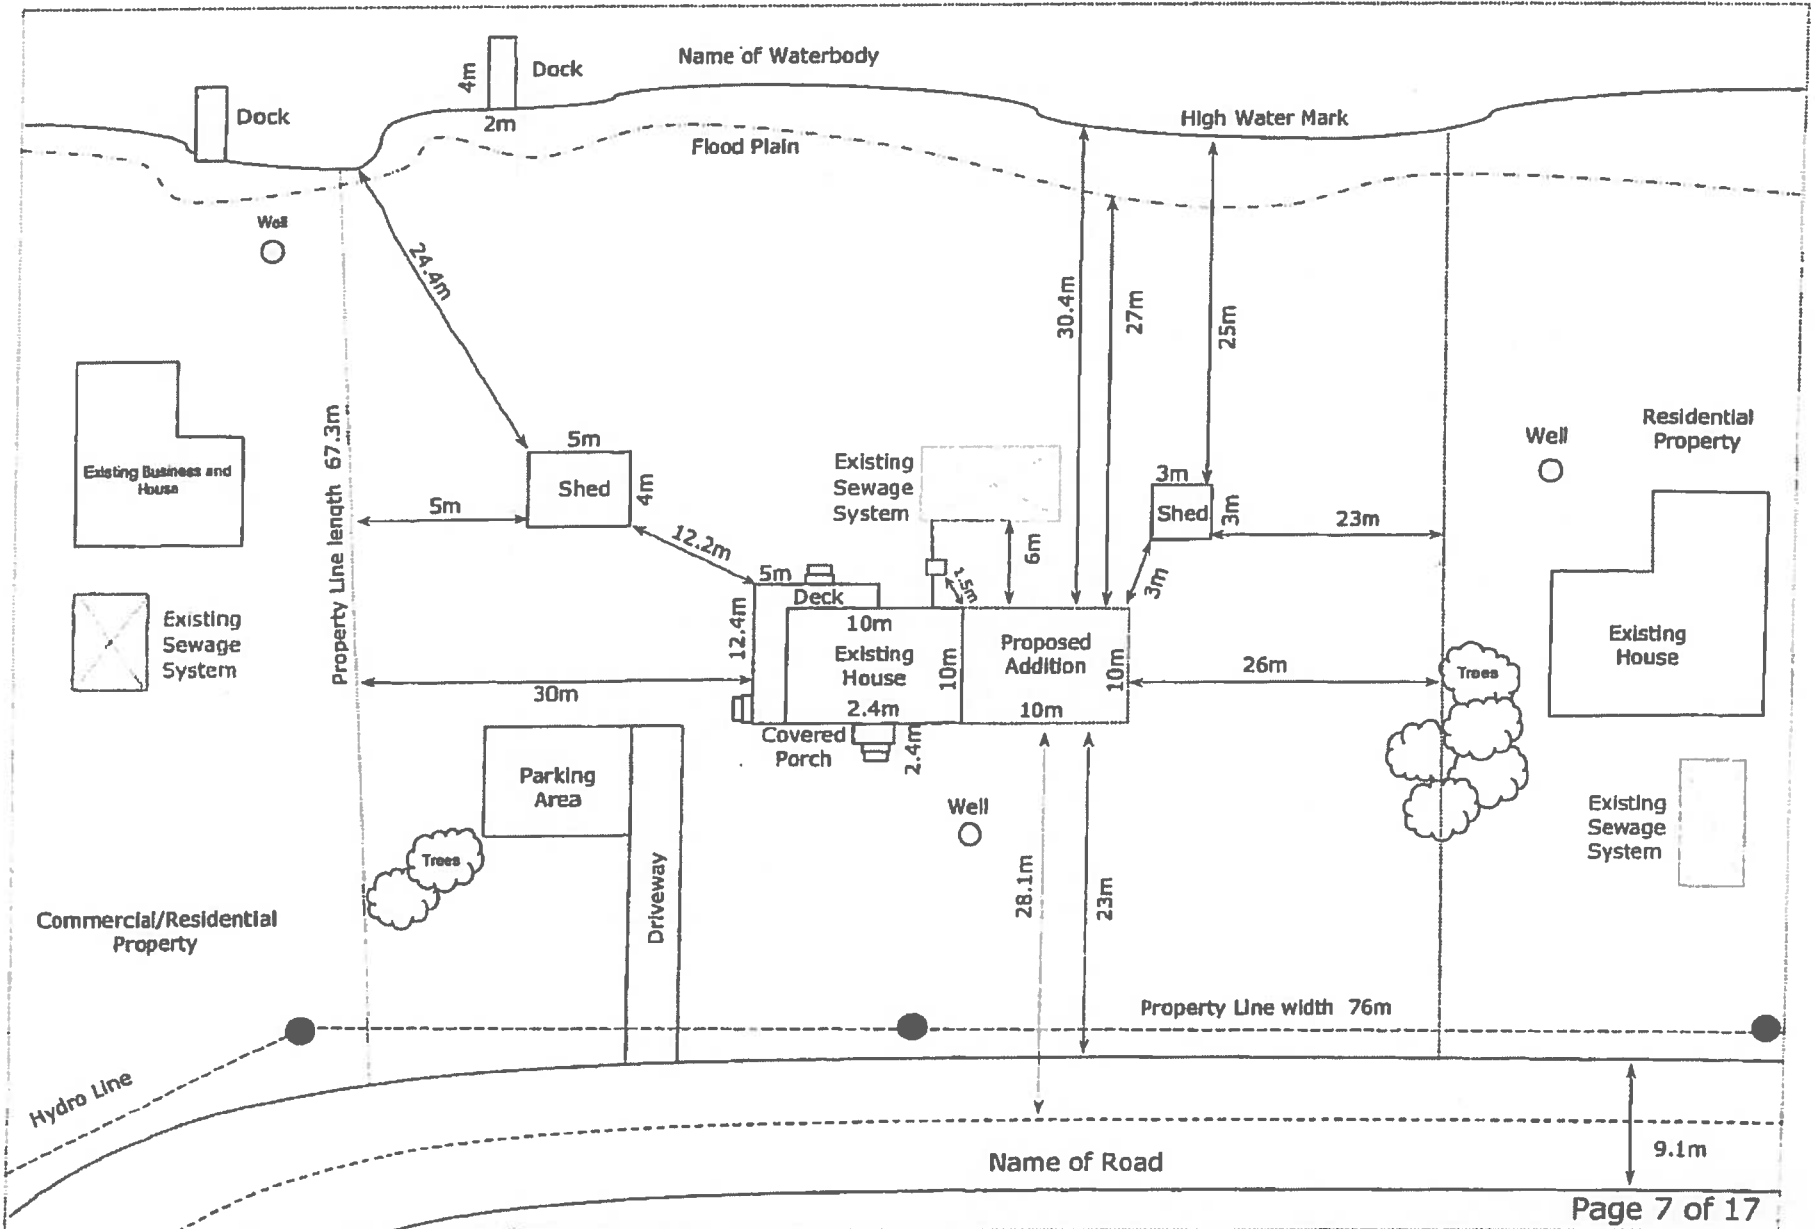 Name of Waterbody
4m
Dock
Dock
2m
High Water Mark
Flood Plain
Well
24.4m
30.4m
27m
25m
Residential
Property
Well
Property Line length 67.3m
Existing Business and
House
5m
Shed
4m
5m
12.2m
Existing
Sewage
System
6m
1.5m
3m
Shed
3m
23m
3m
Existing
Sewage
System
5m
Deck
12.4m
10m
Existing
House
10m
2.4m
Proposed
Addition
10m
10m
26m
Trees
Existing
House
30m
Covered
Porch
2.4m
Parking
Area
Driveway
Trees
Well
28.1m
23m
Existing
Sewage
System
Commercial/Residential
Property
Property Line width 76m
Hydro Line
9.1m
Name of Road
Page 7 of 17